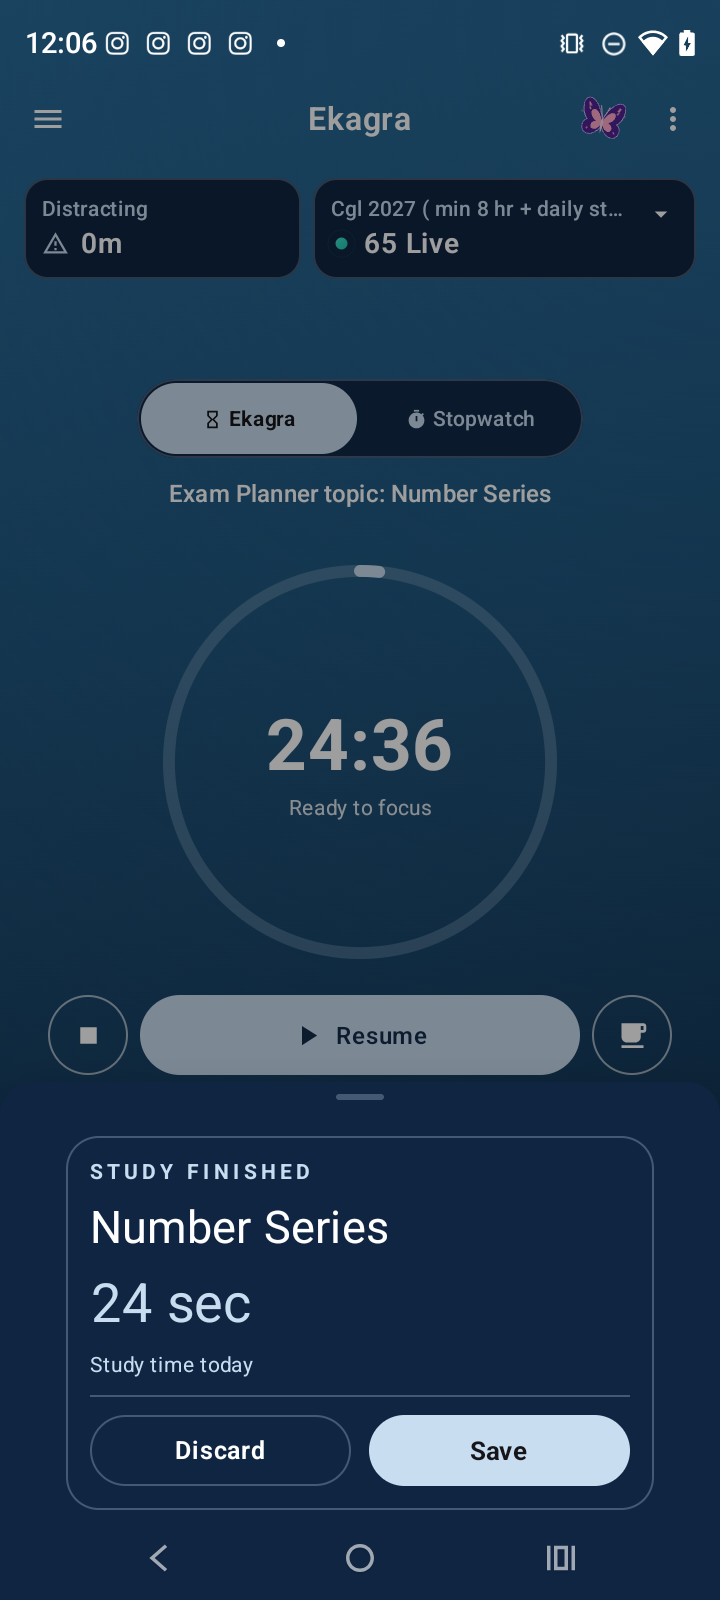 12:06
Ekagra
Distracting
0m
Cgl 2027 ( min 8 hr + daily st...
65 Live
Ekagra
Stopwatch
Exam Planner topic: Number Series
24:36
Ready to focus
Resume
STUDY FINISHED
Number Series
24 sec
Study time today
Discard
Save